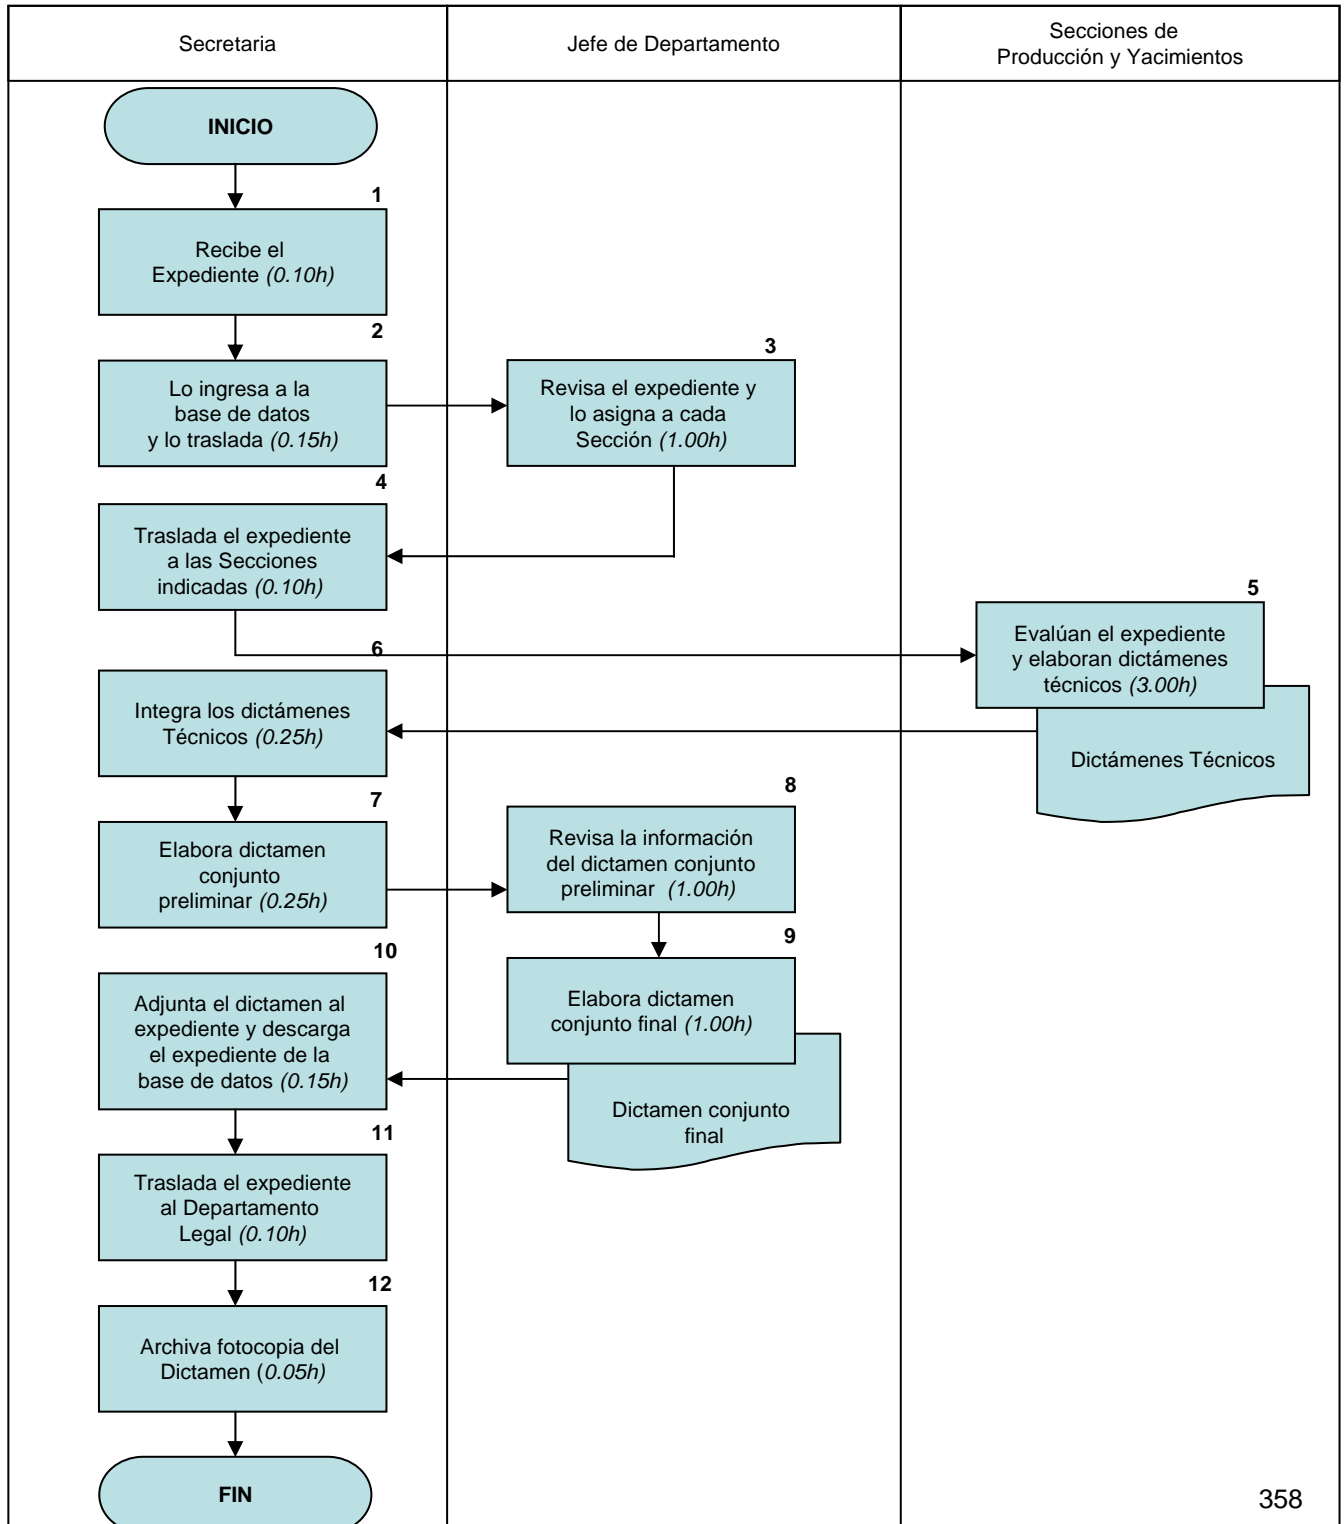 Secretaria
Jefe de Departamento
Secciones de
Producción y Yacimientos
INICIO
1
Recibe el
Expediente (0.10h)
2
Lo ingresa a la
base de datos
y lo traslada (0.15h)
3
Revisa el expediente y
lo asigna a cada
Sección (1.00h)
4
Traslada el expediente
a las Secciones
indicadas (0.10h)
5
Evalúan el expediente
y elaboran dictámenes
técnicos (3.00h)
Dictámenes Técnicos
6
Integra los dictámenes
Técnicos (0.25h)
7
Elabora dictamen
conjunto
preliminar (0.25h)
8
Revisa la información
del dictamen conjunto
preliminar (1.00h)
9
Elabora dictamen
conjunto final (1.00h)
Dictamen conjunto
final
10
Adjunta el dictamen al
expediente y descarga
el expediente de la
base de datos (0.15h)
11
Traslada el expediente
al Departamento
Legal (0.10h)
12
Archiva fotocopia del
Dictamen (0.05h)
FIN
358